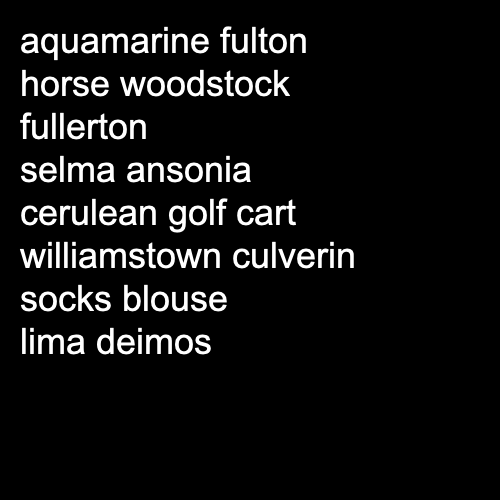 aquamarine fulton
horse woodstock
fullerton
selma ansonia
cerulean golf cart
williamstown culverin
socks blouse
lima deimos